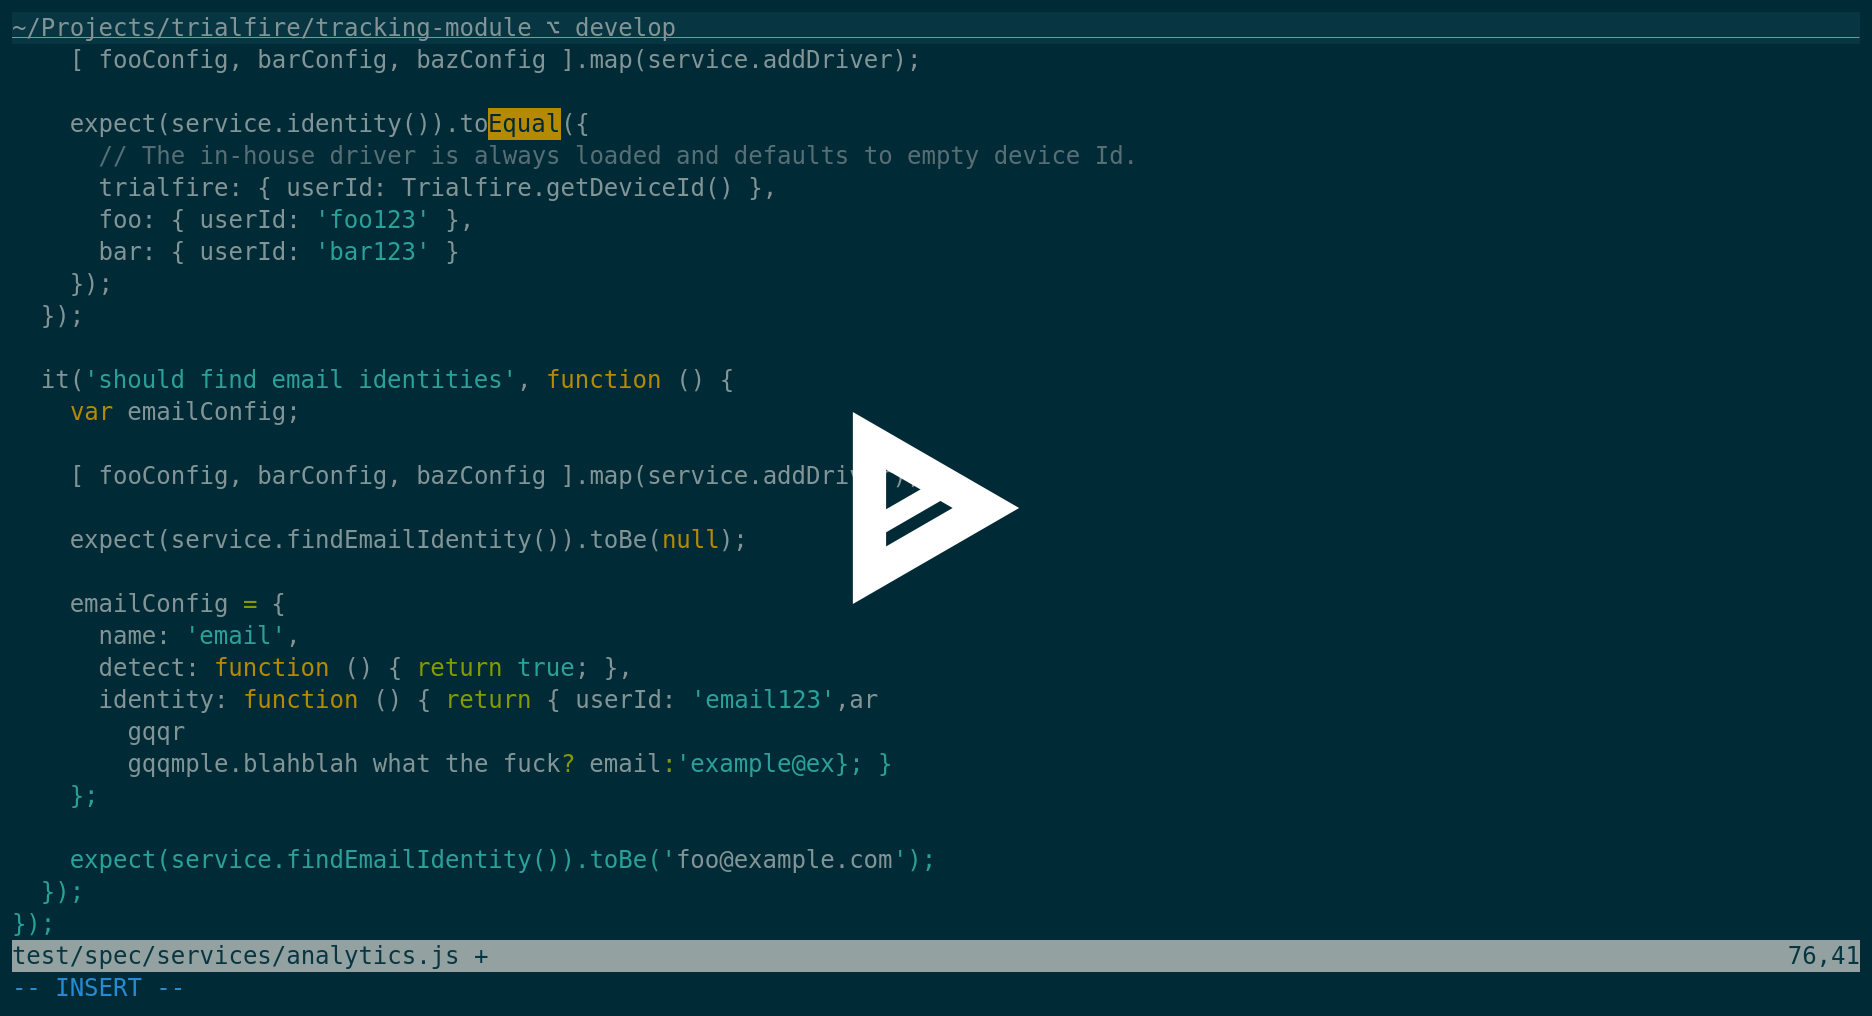 ~/Projects/trialfire/tracking-module ⌥ develop
    [ fooConfig, barConfig, bazConfig ].map(service.addDriver);

    expect(service.identity()).toEqual({
      // The in-house driver is always loaded and defaults to empty device Id.
      trialfire: { userId: Trialfire.getDeviceId() },
      foo: { userId: 'foo123' },
      bar: { userId: 'bar123' }
    });
  });

  it('should find email identities', function () {
    var emailConfig;

    [ fooConfig, barConfig, bazConfig ].map(service.addDriver);

    expect(service.findEmailIdentity()).toBe(null);

    emailConfig = {
      name: 'email',
      detect: function () { return true; },
      identity: function () { return { userId: 'email123',ar
        gqqr
        gqqmple.blahblah what the fuck? email:'example@ex}; }
    };

    expect(service.findEmailIdentity()).toBe('foo@example.com');
  });
});
test/spec/services/analytics.js + 76,41
-- INSERT --